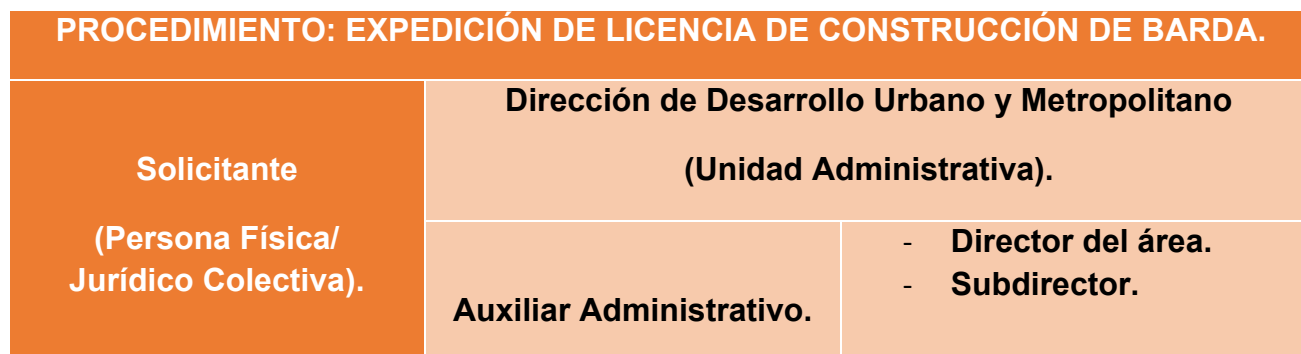 PROCEDIMIENTO: EXPEDICIÓN DE LICENCIA DE CONSTRUCCIÓN DE BARDA.
Solicitante
(Persona Física/
Jurídico Colectiva).
Dirección de Desarrollo Urbano y Metropolitano
(Unidad Administrativa).
Auxiliar Administrativo.
- Director del área.
- Subdirector.